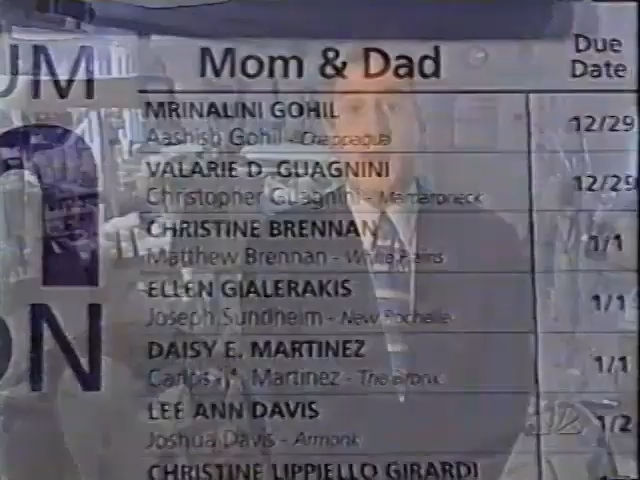 UM
Mom & Dad
Due Date
MRINALINI GOHIL
Aashish Gohil - Chappaqua
12/29
VALARIE D. GUAGNINI
Christopher Guagnini - Mamaroneck
12/29
CHRISTINE BRENNAN
Matthew Brennan - White Plains
1/1
ELLEN GIALERAKIS
Joseph Sundheim - New Rochelle
1/1
ON
DAISY E. MARTINEZ
Carlos M. Martinez - The Bronx
1/1
LEE ANN DAVIS
Joshua Davis - Armonk
1/2
CHRISTINE LIPPIELLO GIRARDI